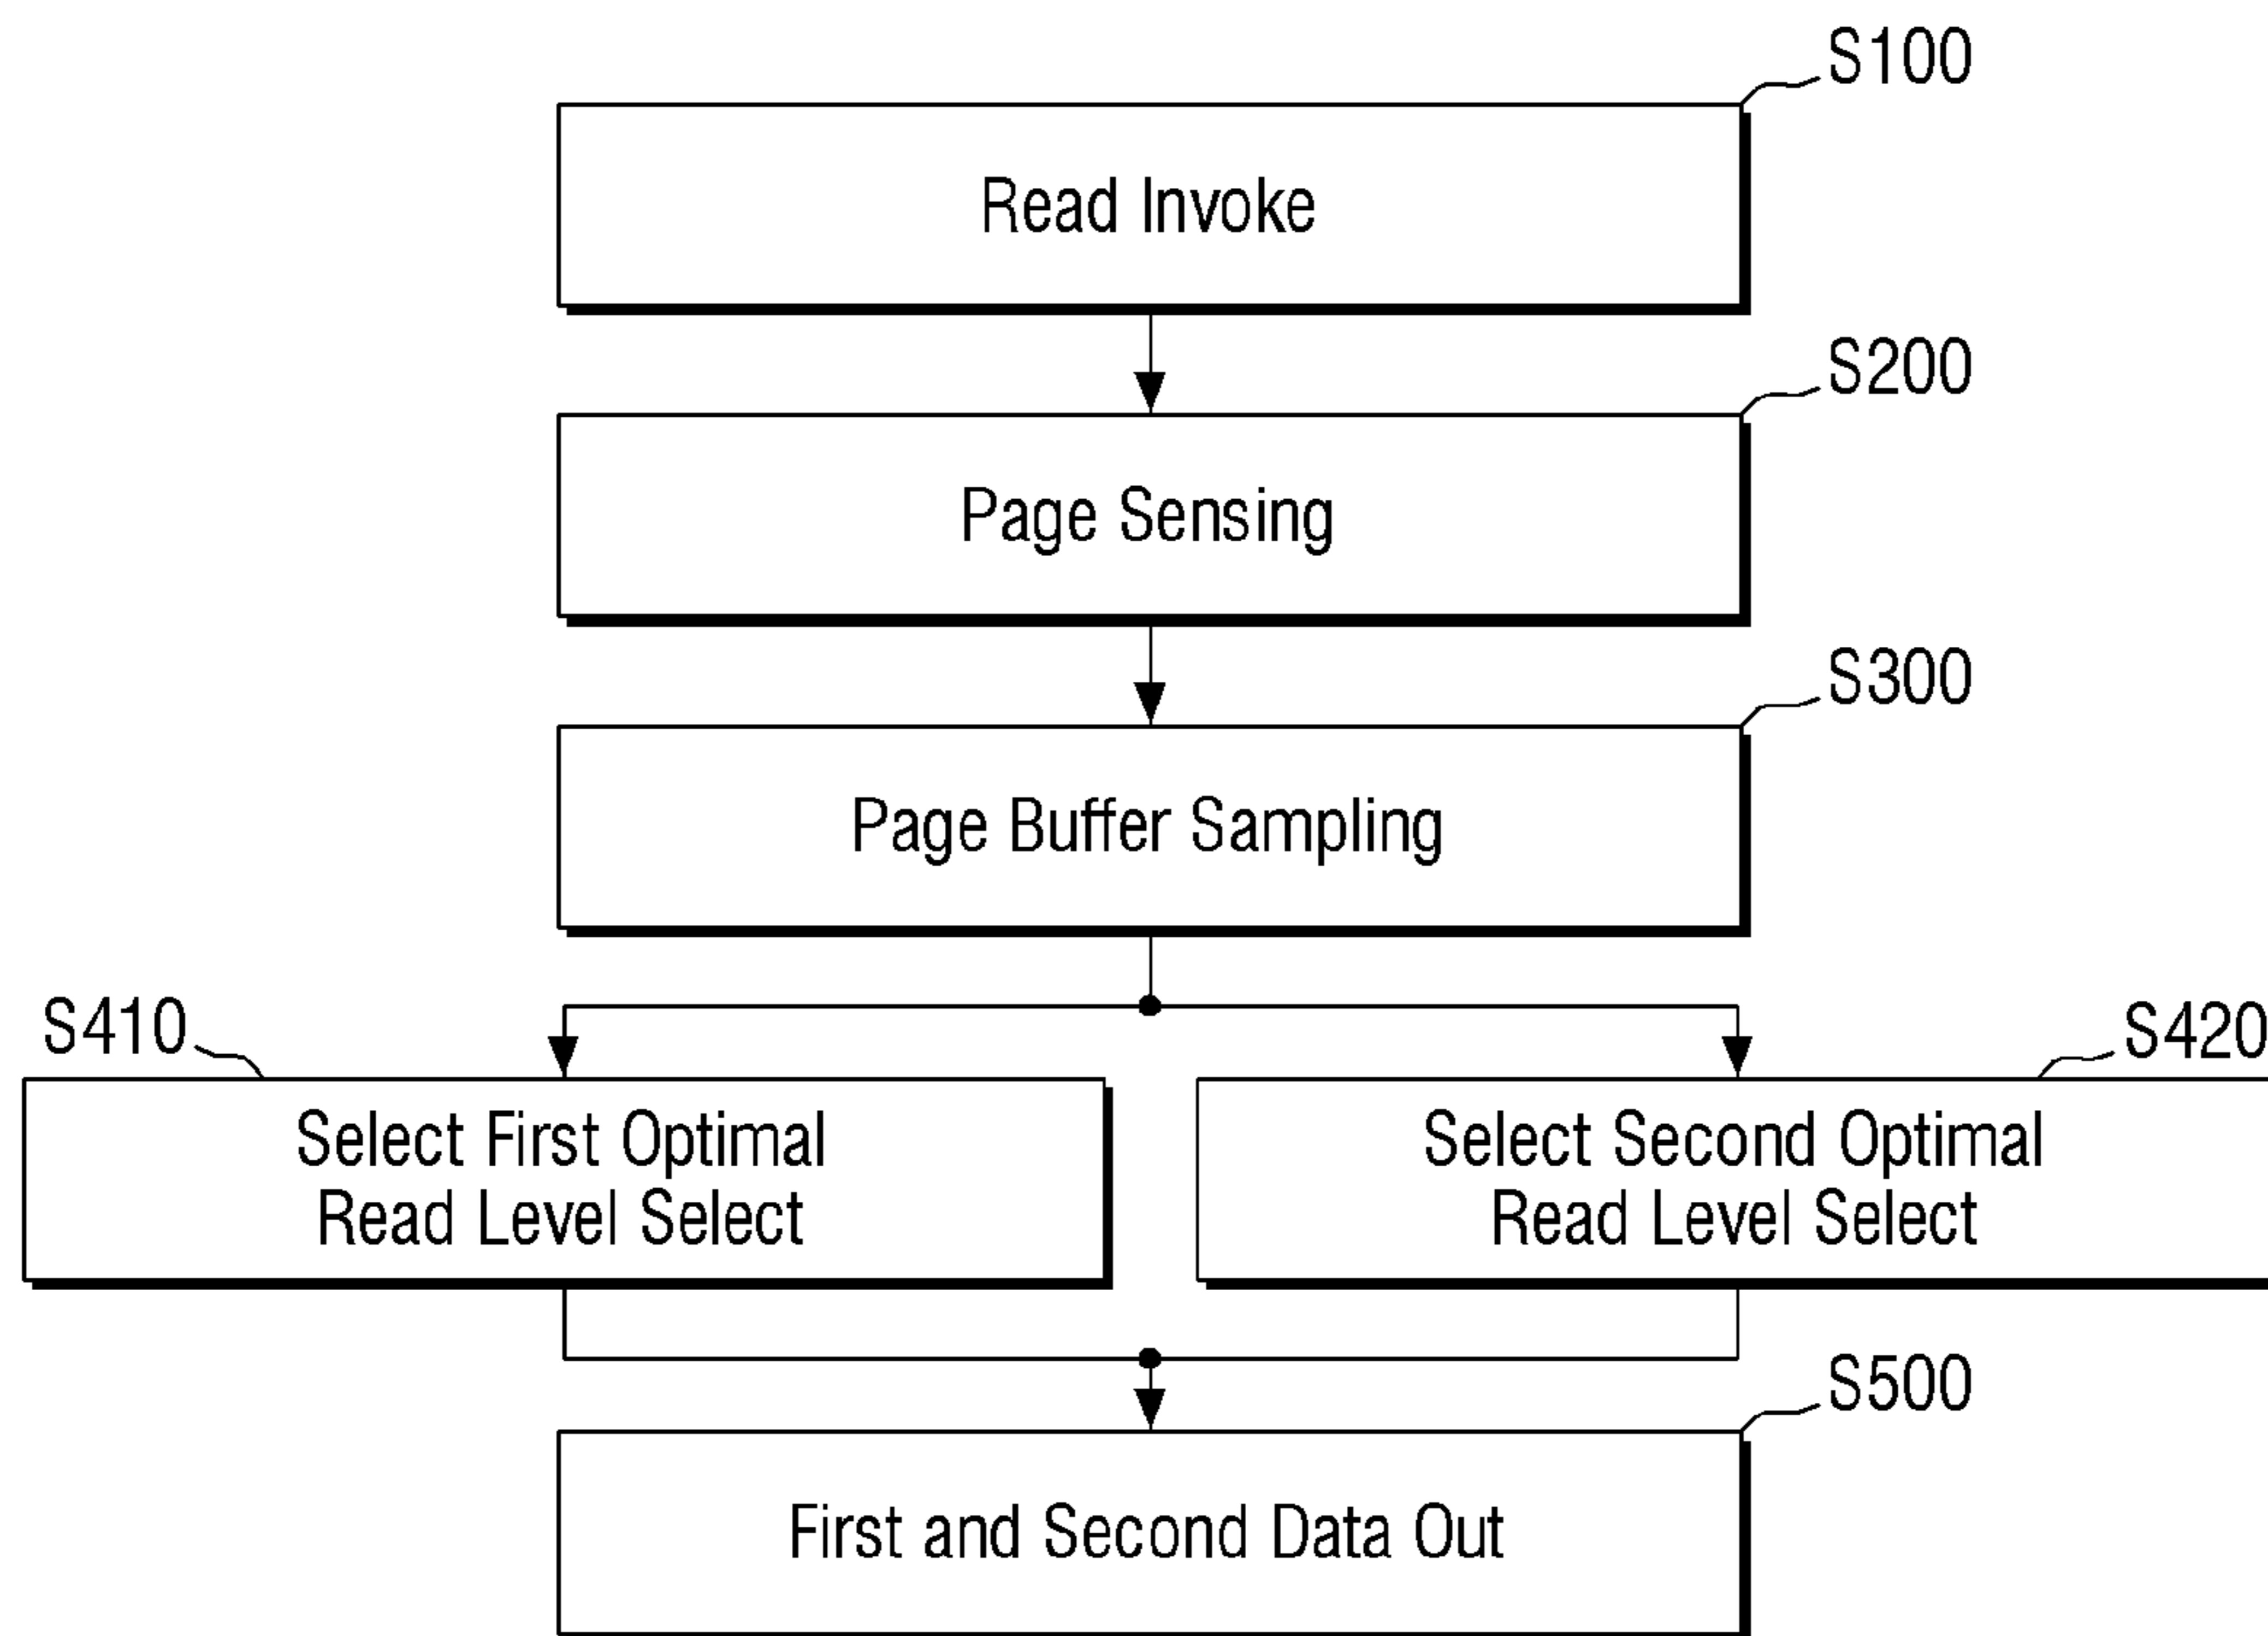 S100
Read Invoke
S200
Page Sensing
S300
Page Buffer Sampling
S410
S420
Select First Optimal
Read Level Select
Select Second Optimal
Read Level Select
S500
First and Second Data Out